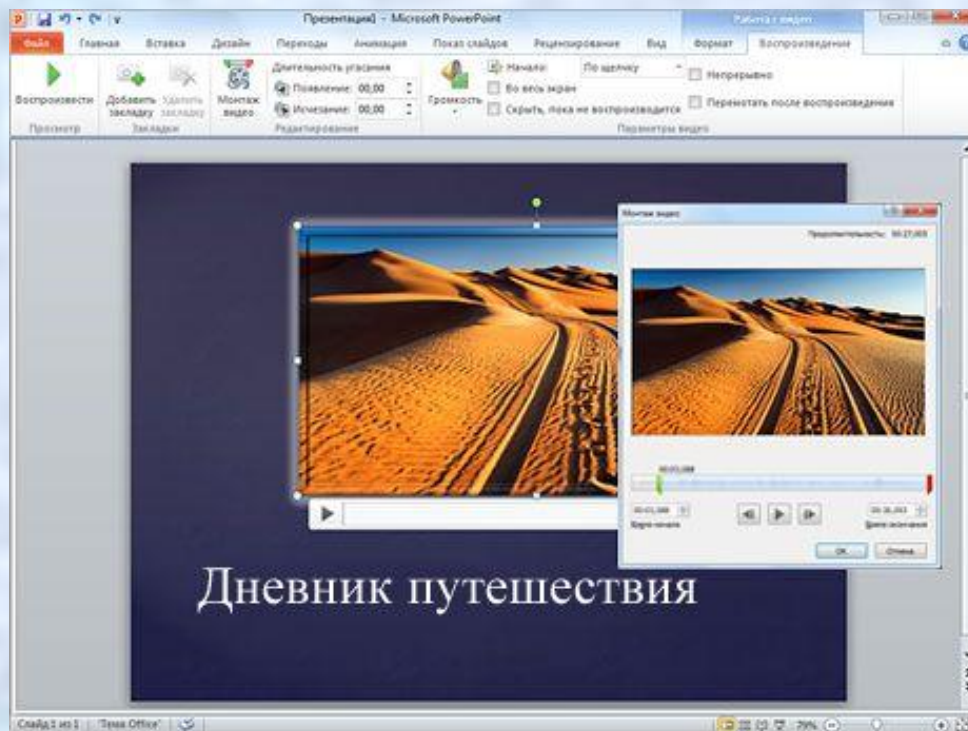 Презентация1 - Microsoft PowerPoint
Работа с видео
Файл Главная Вставка Дизайн Переходы Анимация Показ слайдов Рецензирование Вид Формат Воспроизведение
Воспроизвести
Просмотр
Добавить закладку
Удалить закладку
Закладки
Монтаж видео
Длительность угасания
Появление: 00,00
Исчезание: 00,00
Редактирование
Громкость
Начало: По щелчку
Во весь экран
Скрыть, пока не воспроизводится
Непрерывно
Перемотать после воспроизведения
Параметры видео
Монтаж видео
Продолжительность:
Время начала
Время окончания
OK Отмена
Дневник путешествия
Слайд 1 из 1 "Тема Office" 79%